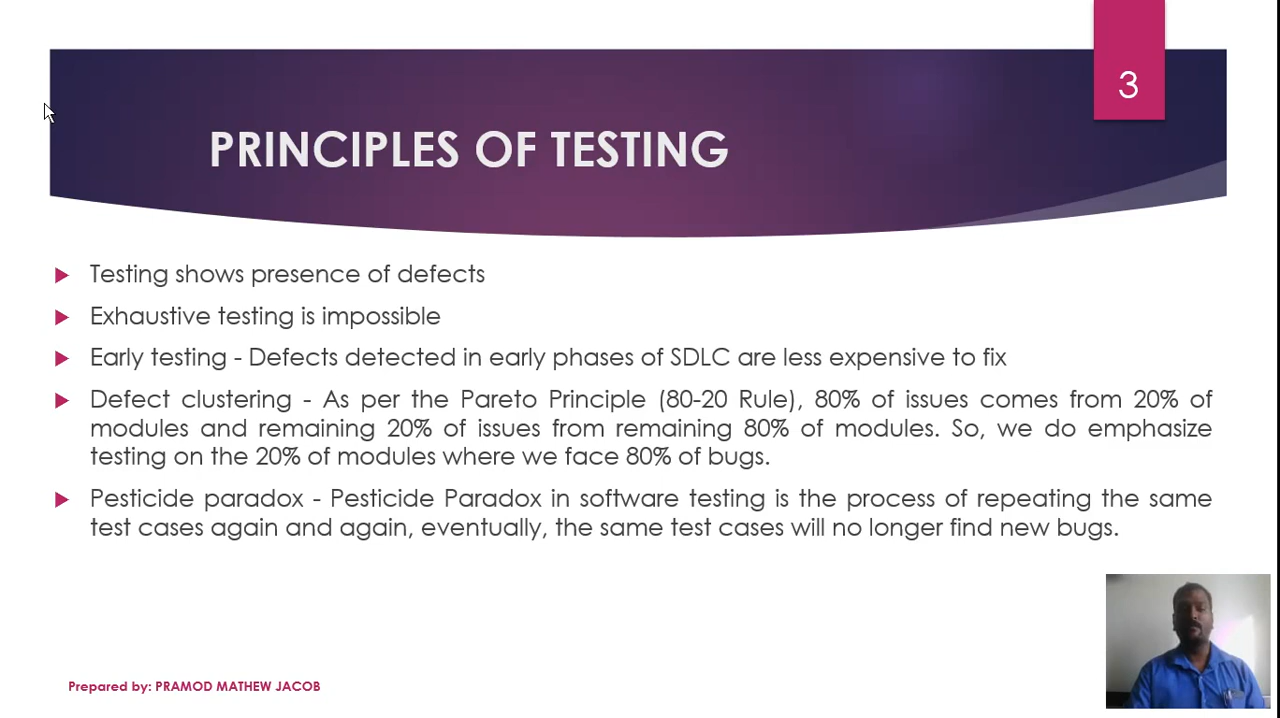 3
PRINCIPLES OF TESTING
Testing shows presence of defects
Exhaustive testing is impossible
Early testing - Defects detected in early phases of SDLC are less expensive to fix
Defect clustering - As per the Pareto Principle (80-20 Rule), 80% of issues comes from 20% of
modules and remaining 20% of issues from remaining 80% of modules. So, we do emphasize
testing on the 20% of modules where we face 80% of bugs.
Pesticide paradox - Pesticide Paradox in software testing is the process of repeating the same
test cases again and again, eventually, the same test cases will no longer find new bugs.
Prepared by: PRAMOD MATHEW JACOB